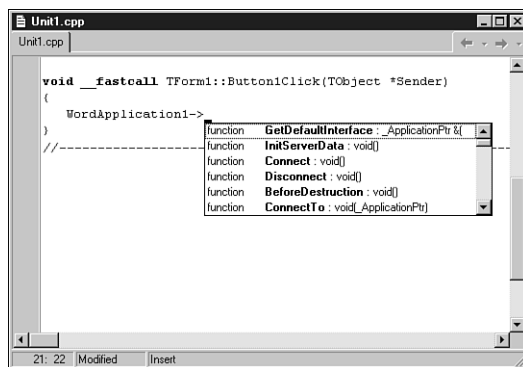 Unit1.cpp
Unit1.cpp
void __fastcall TForm1::Button1Click(TObject *Sender)
{
WordApplication1->
function GetDefaultInterface : _ApplicationPtr &(
}
function InitServerData : void()
//--------------------
function Connect : void()
function Disconnect : void()
function BeforeDestruction : void()
function ConnectTo : void(_ApplicationPtr)
21: 22 Modified Insert